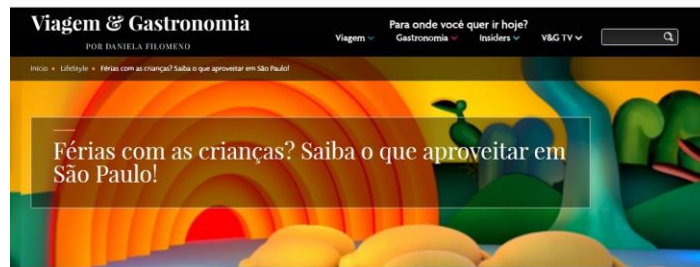 Viagem & Gastronomia
POR DANIELA FILOMENO
Para onde você quer ir hoje?
Viagem Gastronomia Insiders V&G TV
Início • LifeStyle • Férias com as crianças? Saiba o que aproveitar em São Paulo!
Férias com as crianças? Saiba o que aproveitar em
São Paulo!